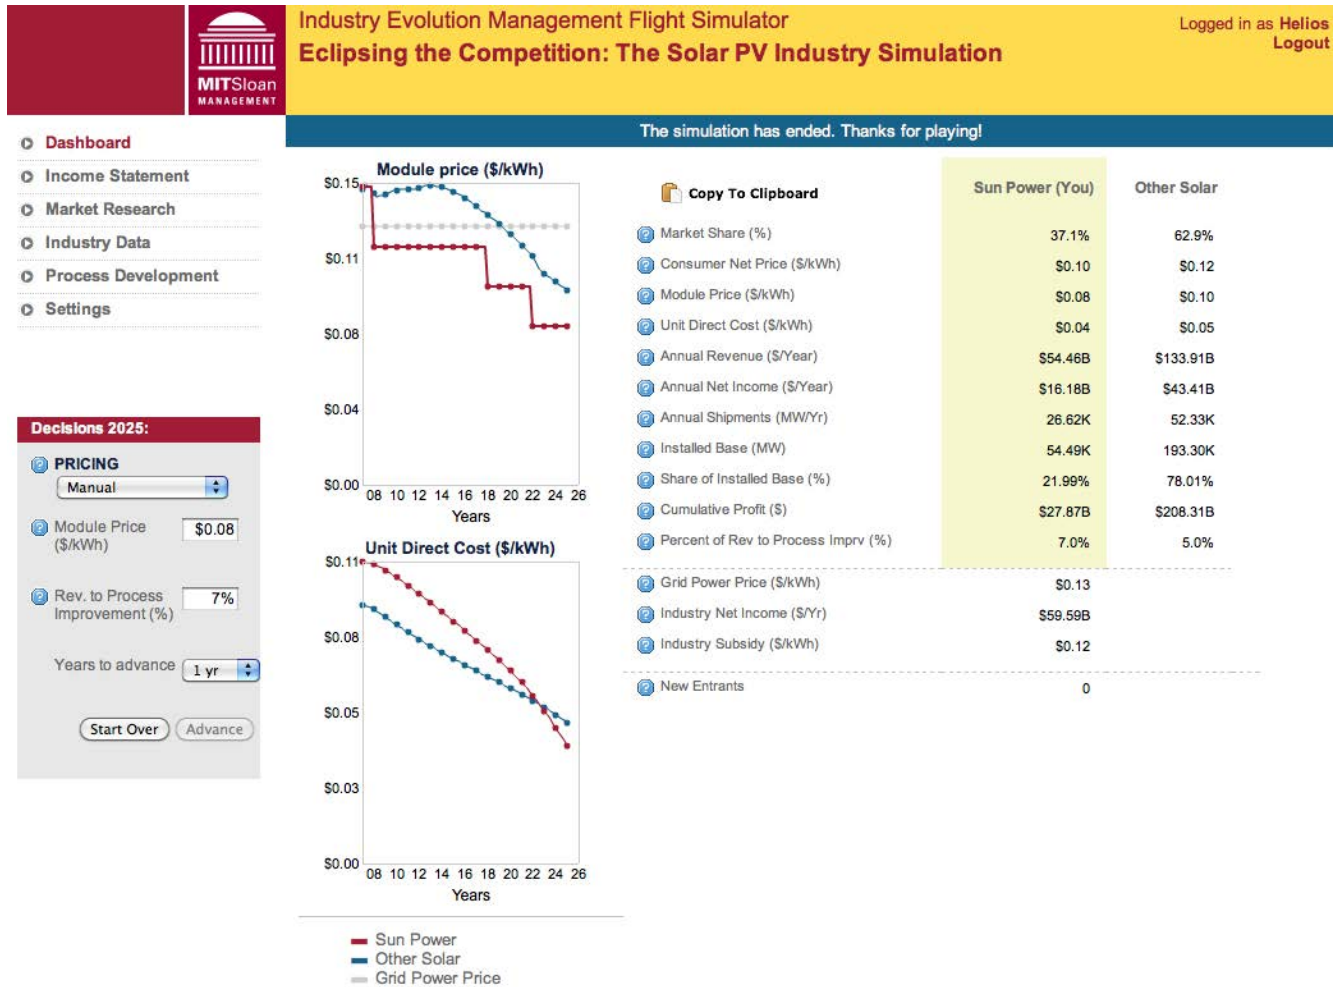 MITSloan
MANAGEMENT
Industry Evolution Management Flight Simulator
Eclipsing the Competition: The Solar PV Industry Simulation
Logged in as Helios
Logout
The simulation has ended. Thanks for playing!
Dashboard
Income Statement
Market Research
Industry Data
Process Development
Settings
Decisions 2025:
PRICING
Manual
Module Price $0.08
($/kWh)
Rev. to Process 7%
Improvement (%)
Years to advance 1 yr
Start Over Advance
Module price ($/kWh)
$0.15
$0.11
$0.08
$0.04
$0.00
08 10 12 14 16 18 20 22 24 26
Years
Unit Direct Cost ($/kWh)
$0.11
$0.08
$0.05
$0.03
$0.00
08 10 12 14 16 18 20 22 24 26
Years
Sun Power
Other Solar
Grid Power Price
Copy To Clipboard Sun Power (You) Other Solar
Market Share (%) 37.1% 62.9%
Consumer Net Price ($/kWh) $0.10 $0.12
Module Price ($/kWh) $0.08 $0.10
Unit Direct Cost ($/kWh) $0.04 $0.05
Annual Revenue ($/Year) $54.46B $133.91B
Annual Net Income ($/Year) $16.18B $43.41B
Annual Shipments (MW/Yr) 26.62K 52.33K
Installed Base (MW) 54.49K 193.30K
Share of Installed Base (%) 21.99% 78.01%
Cumulative Profit ($) $27.87B $208.31B
Percent of Rev to Process Imprv (%) 7.0% 5.0%
Grid Power Price ($/kWh) $0.13
Industry Net Income ($/Yr) $59.59B
Industry Subsidy ($/kWh) $0.12
New Entrants 0